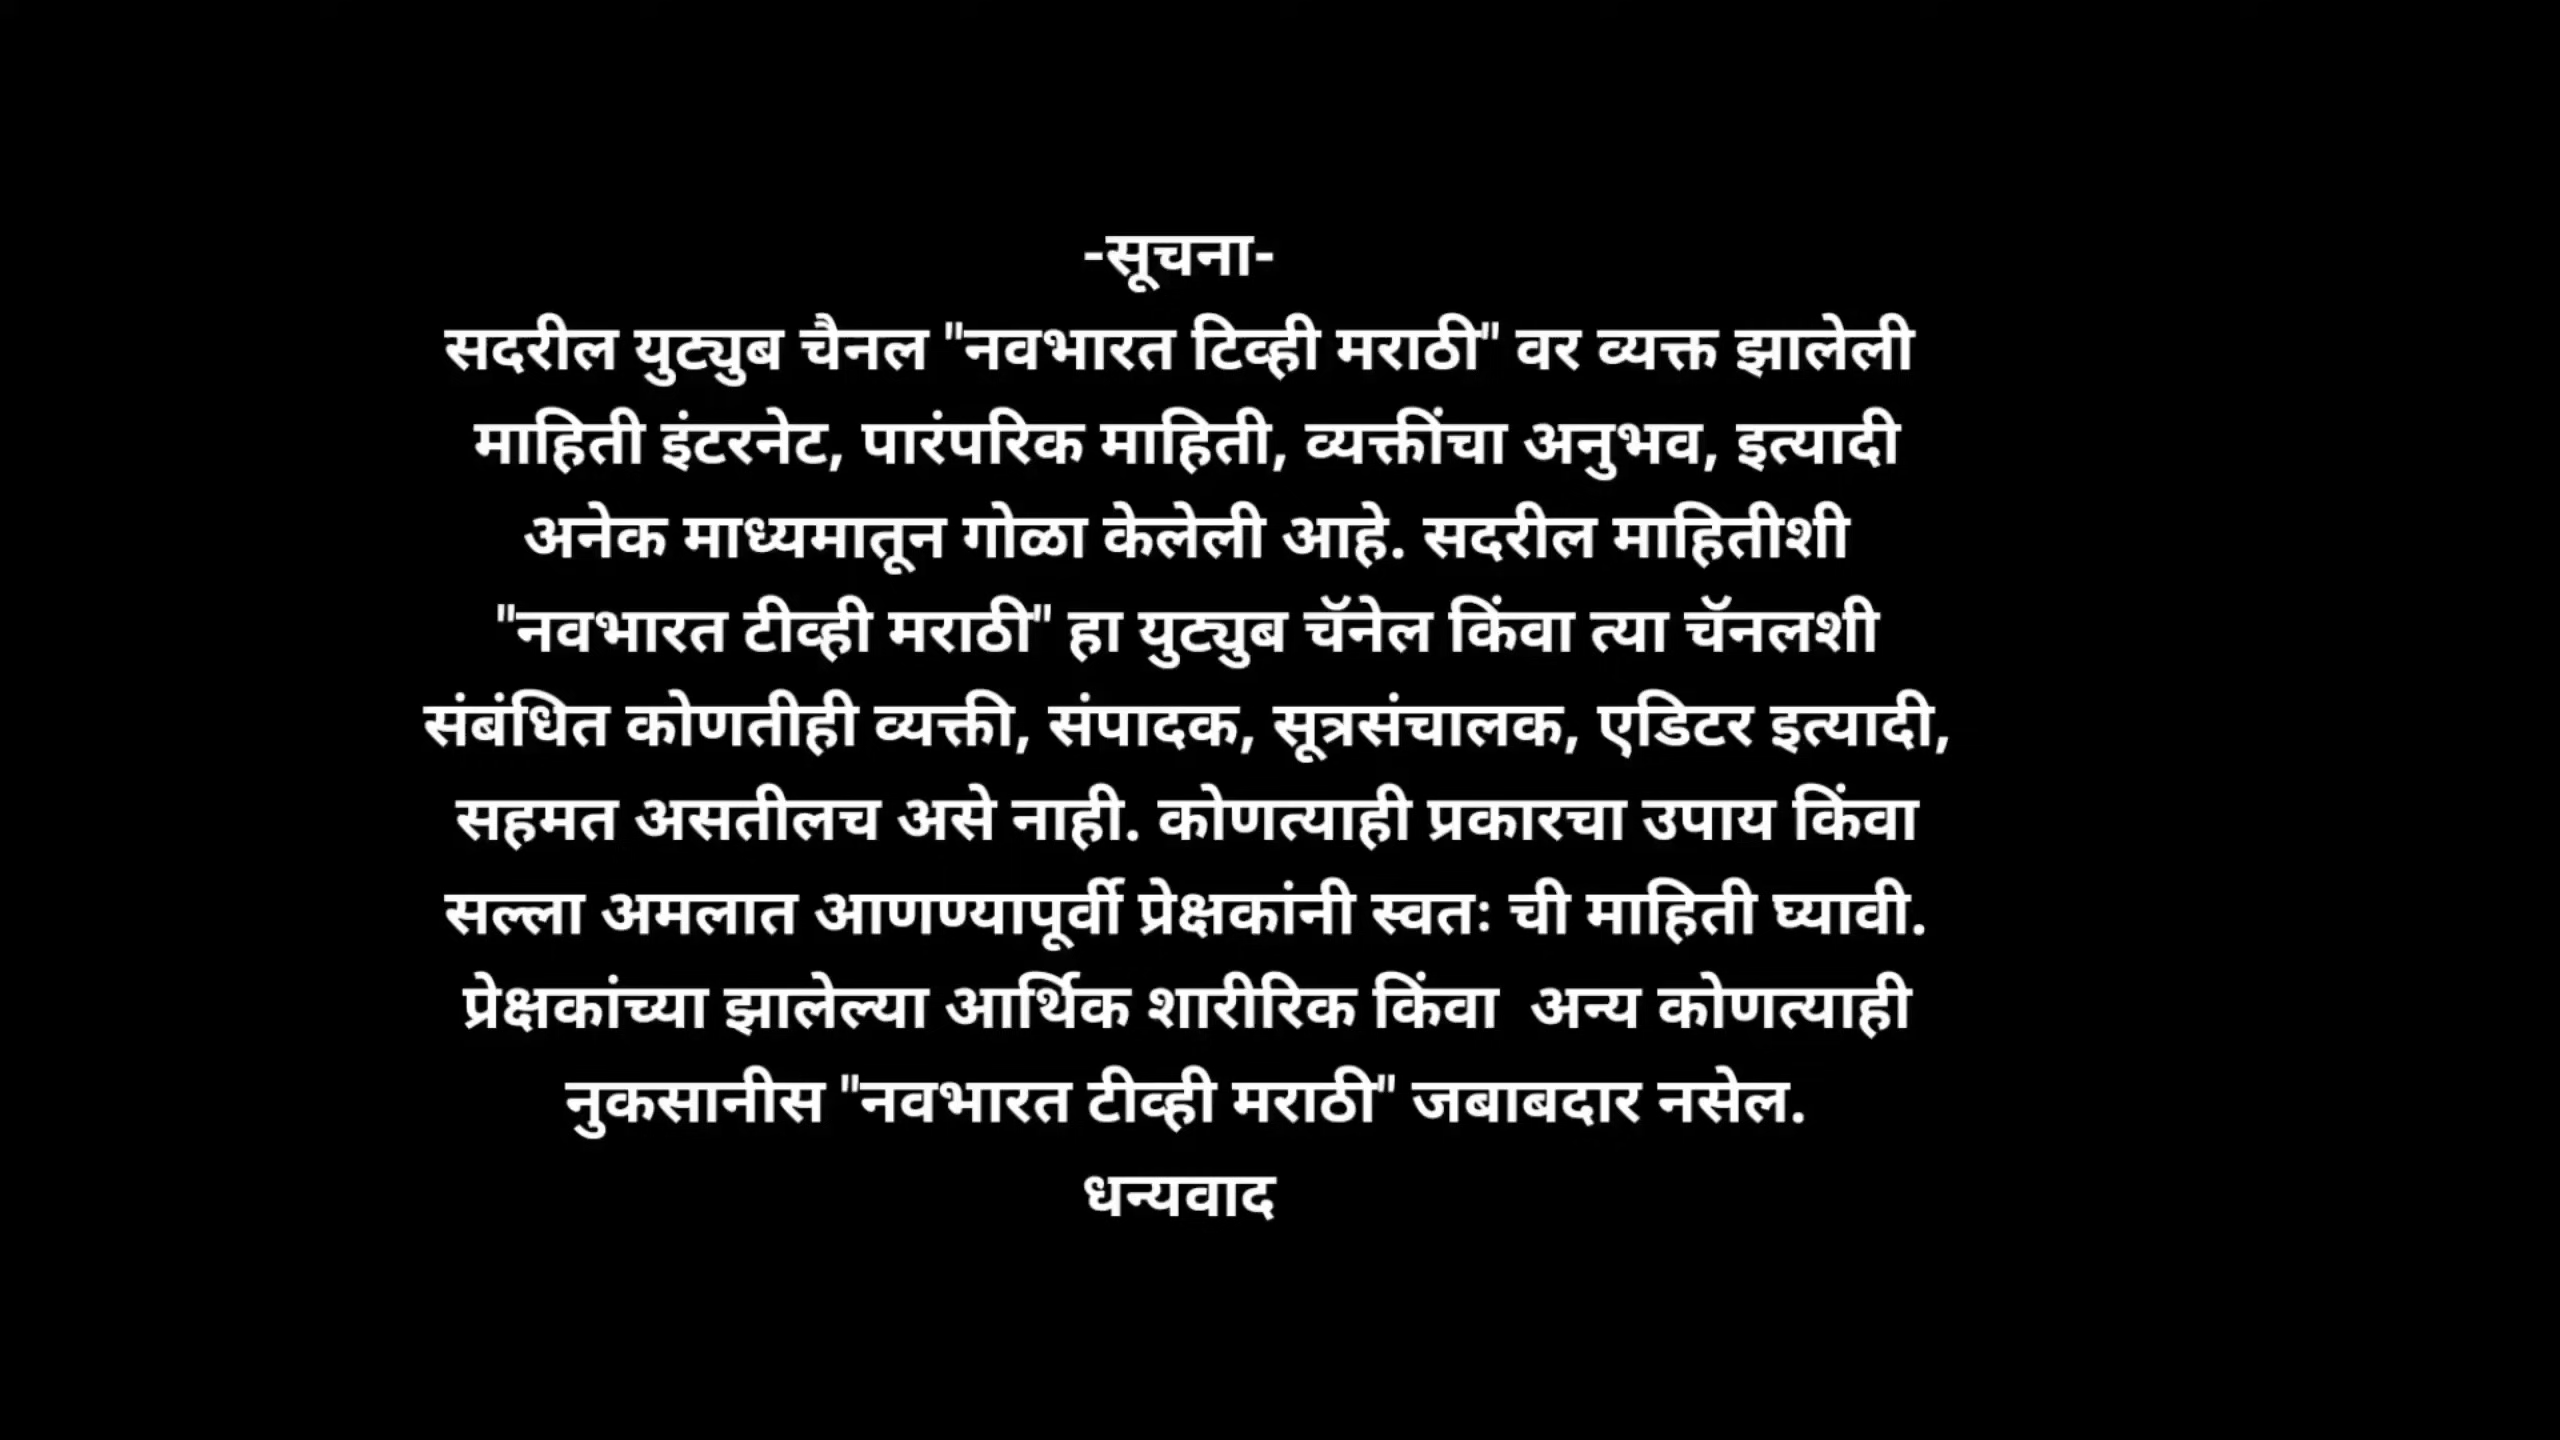 -सूचना-
सदरील युट्युब चैनल "नवभारत टिव्ही मराठी" वर व्यक्त झालेली
माहिती इंटरनेट, पारंपरिक माहिती, व्यक्तींचा अनुभव, इत्यादी
अनेक माध्यमातून गोळा केलेली आहे. सदरील माहितीशी
"नवभारत टीव्ही मराठी" हा युट्युब चॅनेल किंवा त्या चॅनलशी
संबंधित कोणतीही व्यक्ती, संपादक, सूत्रसंचालक, एडिटर इत्यादी,
सहमत असतीलच असे नाही. कोणत्याही प्रकारचा उपाय किंवा
सल्ला अमलात आणण्यापूर्वी प्रेक्षकांनी स्वतः ची माहिती घ्यावी.
प्रेक्षकांच्या झालेल्या आर्थिक शारीरिक किंवा  अन्य कोणत्याही
नुकसानीस "नवभारत टीव्ही मराठी" जबाबदार नसेल.
धन्यवाद